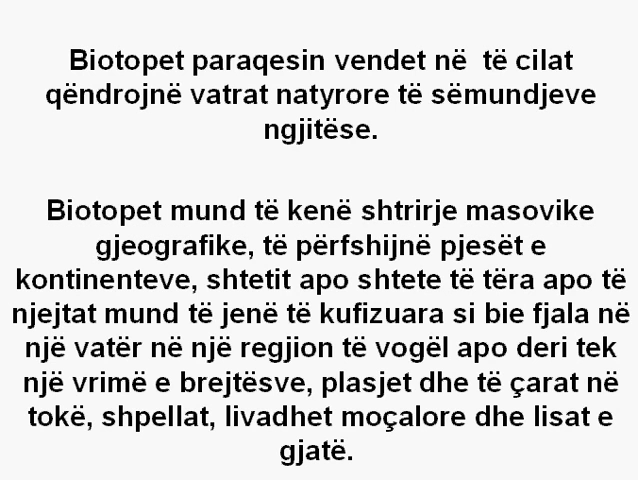 Biotopet paraqesin vendet në  të cilat
qëndrojnë vatrat natyrore të sëmundjeve
ngjitëse.
Biotopet mund të kenë shtrirje masovike
gjeografike, të përfshijnë pjesët e
kontinenteve, shtetit apo shtete të tëra apo të
njejtat mund të jenë të kufizuara si bie fjala në
një vatër në një regjion të vogël apo deri tek
një vrimë e brejtësve, plasjet dhe të çarat në
tokë, shpellat, livadhet moçalore dhe lisat e
gjatë.